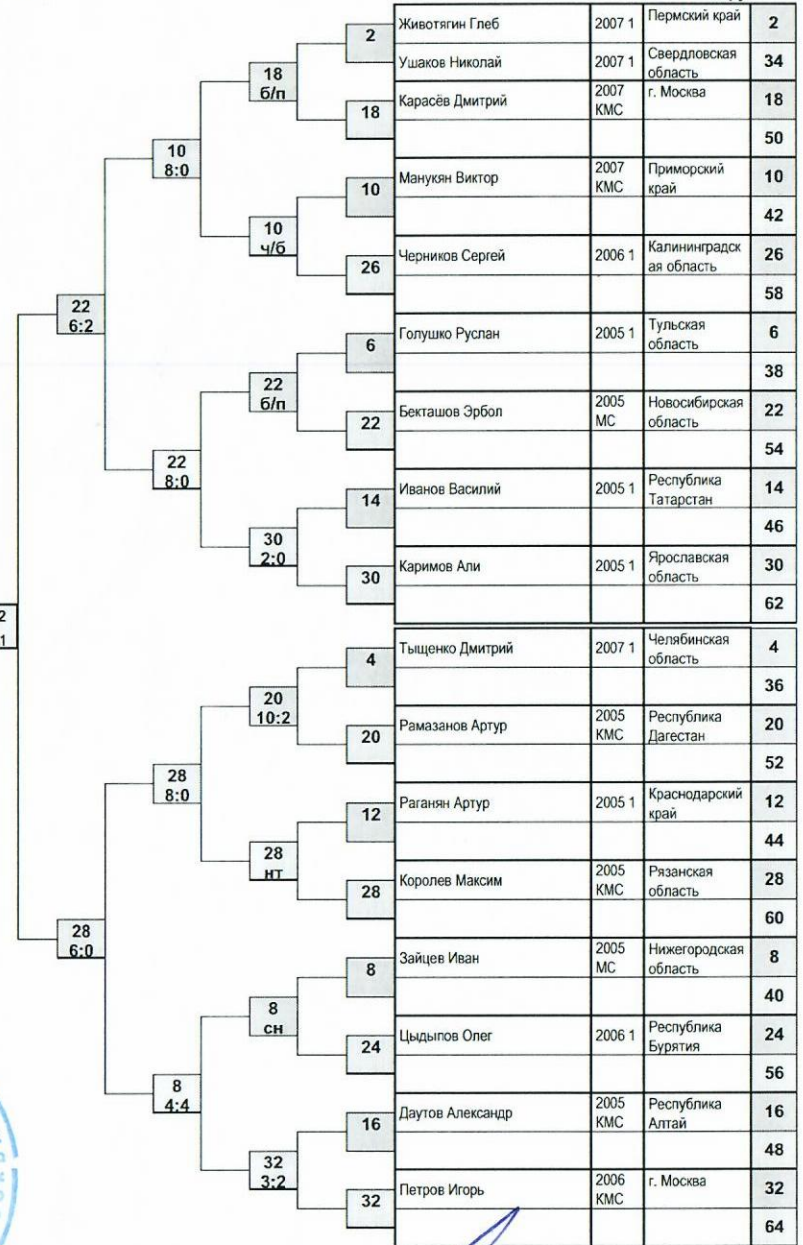 2 Животягин Глеб 2007 1 Пермский край 2
Ушаков Николай 2007 1 Свердловская область 34
18 б/п
18 Карасёв Дмитрий 2007 КМС г. Москва 18
50
10 8:0
10 Манукян Виктор 2007 КМС Приморский край 10
42
10 ч/б
26 Черников Сергей 2006 1 Калининградск ая область 26
58
22 6:2
6 Голушко Руслан 2005 1 Тульская область 6
38
22 б/п
22 Бекташов Эрбол 2005 МС Новосибирская область 22
54
22 8:0
14 Иванов Василий 2005 1 Республика Татарстан 14
46
30 2:0
30 Каримов Али 2005 1 Ярославская область 30
62
4 Тыщенко Дмитрий 2007 1 Челябинская область 4
36
20 10:2
20 Рамазанов Артур 2005 КМС Республика Дагестан 20
52
28 8:0
12 Раганян Артур 2005 1 Краснодарский край 12
44
28 нт
28 Королев Максим 2005 КМС Рязанская область 28
60
28 6:0
8 Зайцев Иван 2005 МС Нижегородская область 8
40
8 сн
24 Цыдыпов Олег 2006 1 Республика Бурятия 24
56
8 4:4
16 Даутов Александр 2005 КМС Республика Алтай 16
48
32 3:2
32 Петров Игорь 2006 КМС г. Москва 32
64